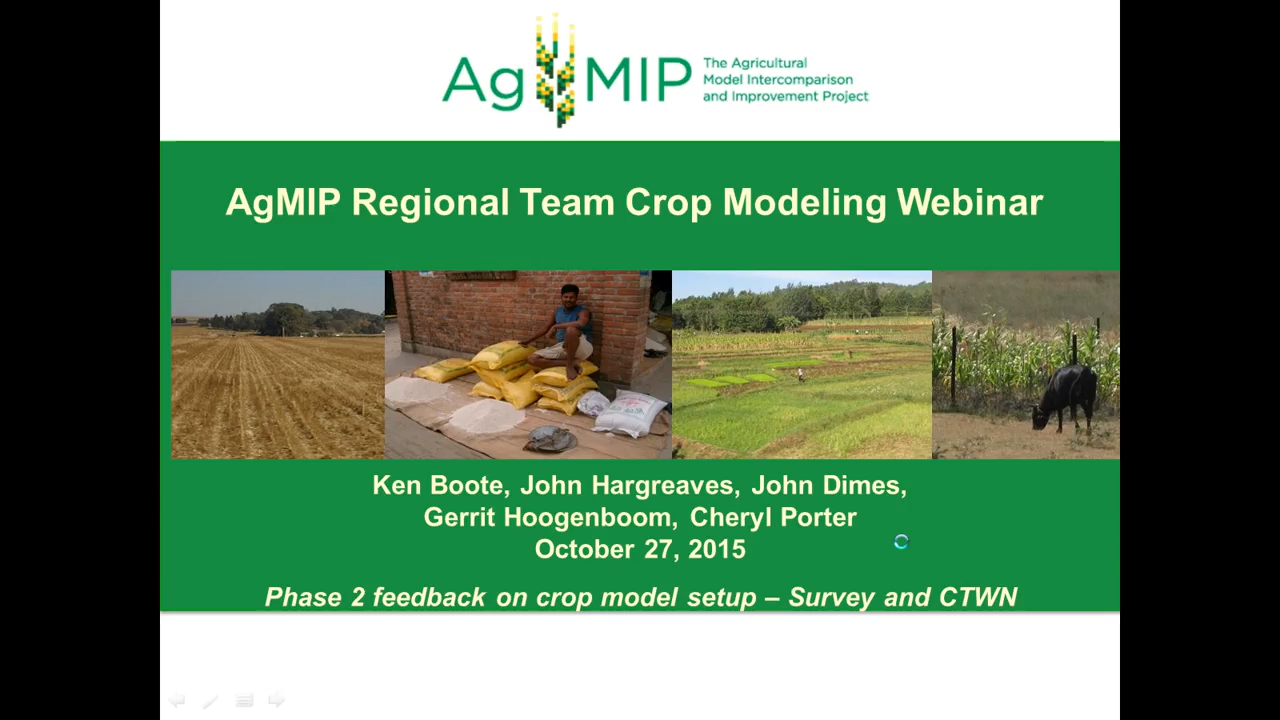 AgMIP
The Agricultural
Model Intercomparison
and Improvement Project
AgMIP Regional Team Crop Modeling Webinar
Ken Boote, John Hargreaves, John Dimes,
Gerrit Hoogenboom, Cheryl Porter
October 27, 2015
Phase 2 feedback on crop model setup – Survey and CTWN